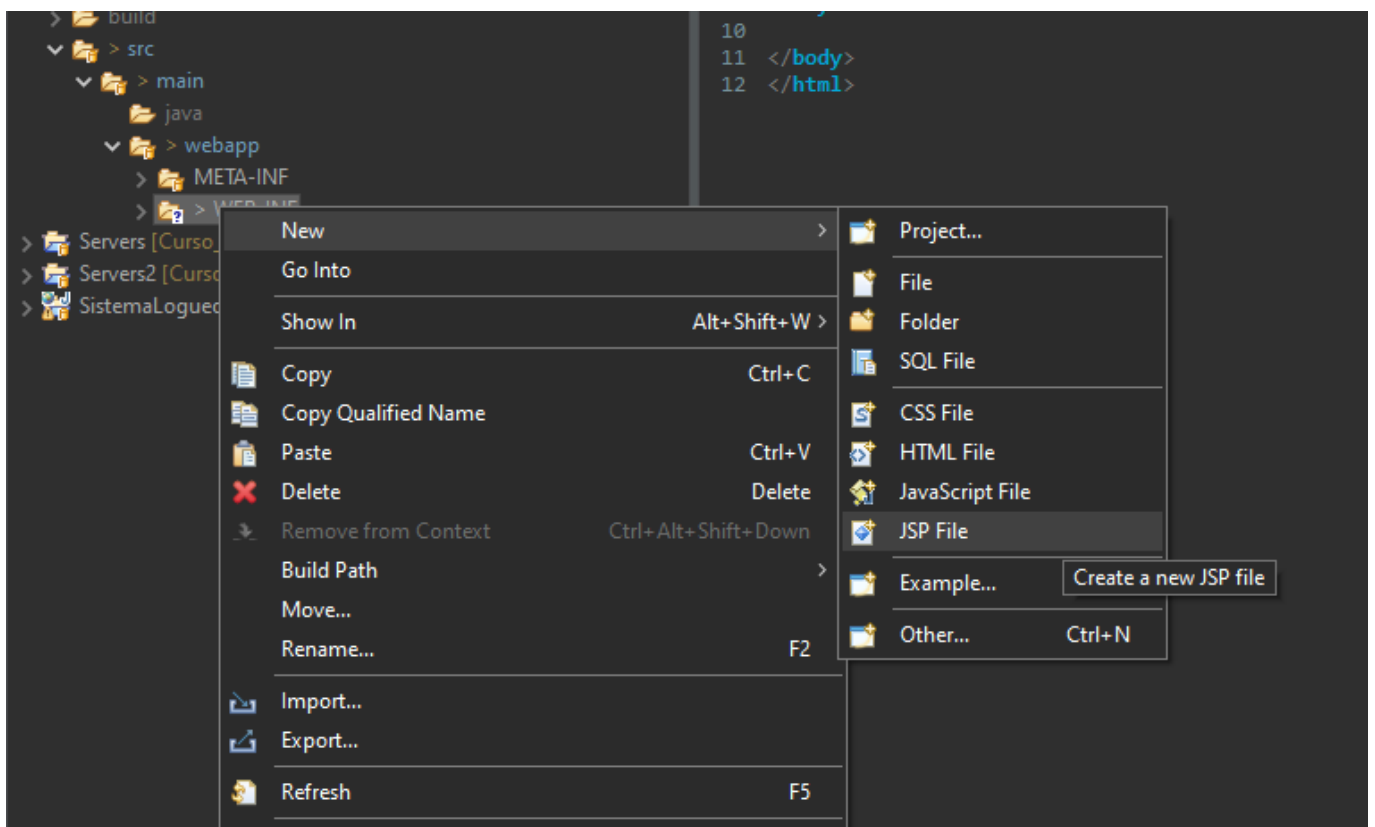 > build
> src
> main
java
> webapp
META-INF
> WEB-INF
Servers [Curso_
Servers2 [Curso
SistemaLogued
10
11 </body>
12 </html>
New
Go Into
Show In Alt+Shift+W
Copy Ctrl+C
Copy Qualified Name
Paste Ctrl+V
Delete Delete
Remove from Context Ctrl+Alt+Shift+Down
Build Path
Move...
Rename... F2
Import...
Export...
Refresh F5
Project...
File
Folder
SQL File
CSS File
HTML File
JavaScript File
JSP File
Example...
Create a new JSP file
Other... Ctrl+N